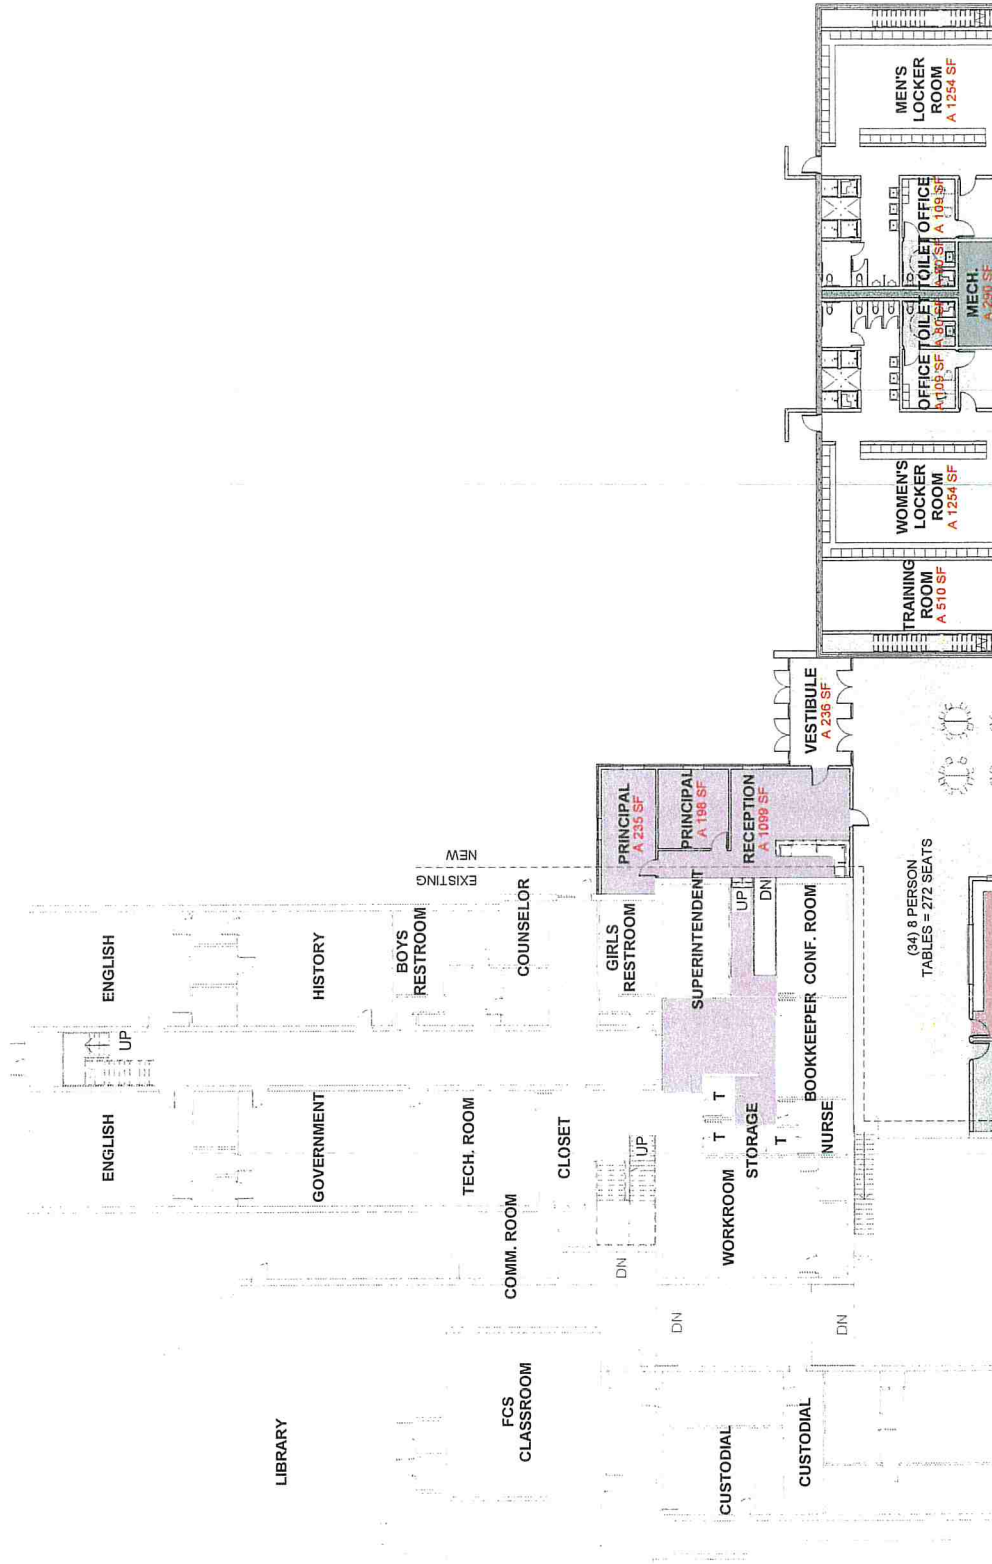 ENGLISH
UP
ENGLISH
LIBRARY
GOVERNMENT
HISTORY
BOYS
RESTROOM
EXISTING
NEW
TECH. ROOM
FCS
CLASSROOM
COMM. ROOM
COUNSELOR
CLOSET
GIRLS
RESTROOM
PRINCIPAL
A 235 SF
DN
UP
DN
SUPERINTENDENT
PRINCIPAL
A 198 SF
CUSTODIAL
WORKROOM
T
T
STORAGE
UP
DN
RECEPTION
A 1099 SF
T
CUSTODIAL
BOOKKEEPER
CONF. ROOM
NURSE
DN
VESTIBULE
A 236 SF
(34) 8 PERSON
TABLES = 272 SEATS
TRAINING
ROOM
A 510 SF
WOMEN'S
LOCKER
ROOM
A 1254 SF
OFFICE
A 109 SF
TOILET
A 80 SF
TOILET
OFFICE
A 109 SF
MEN'S
LOCKER
ROOM
A 1254 SF
MECH.
A 290 SF